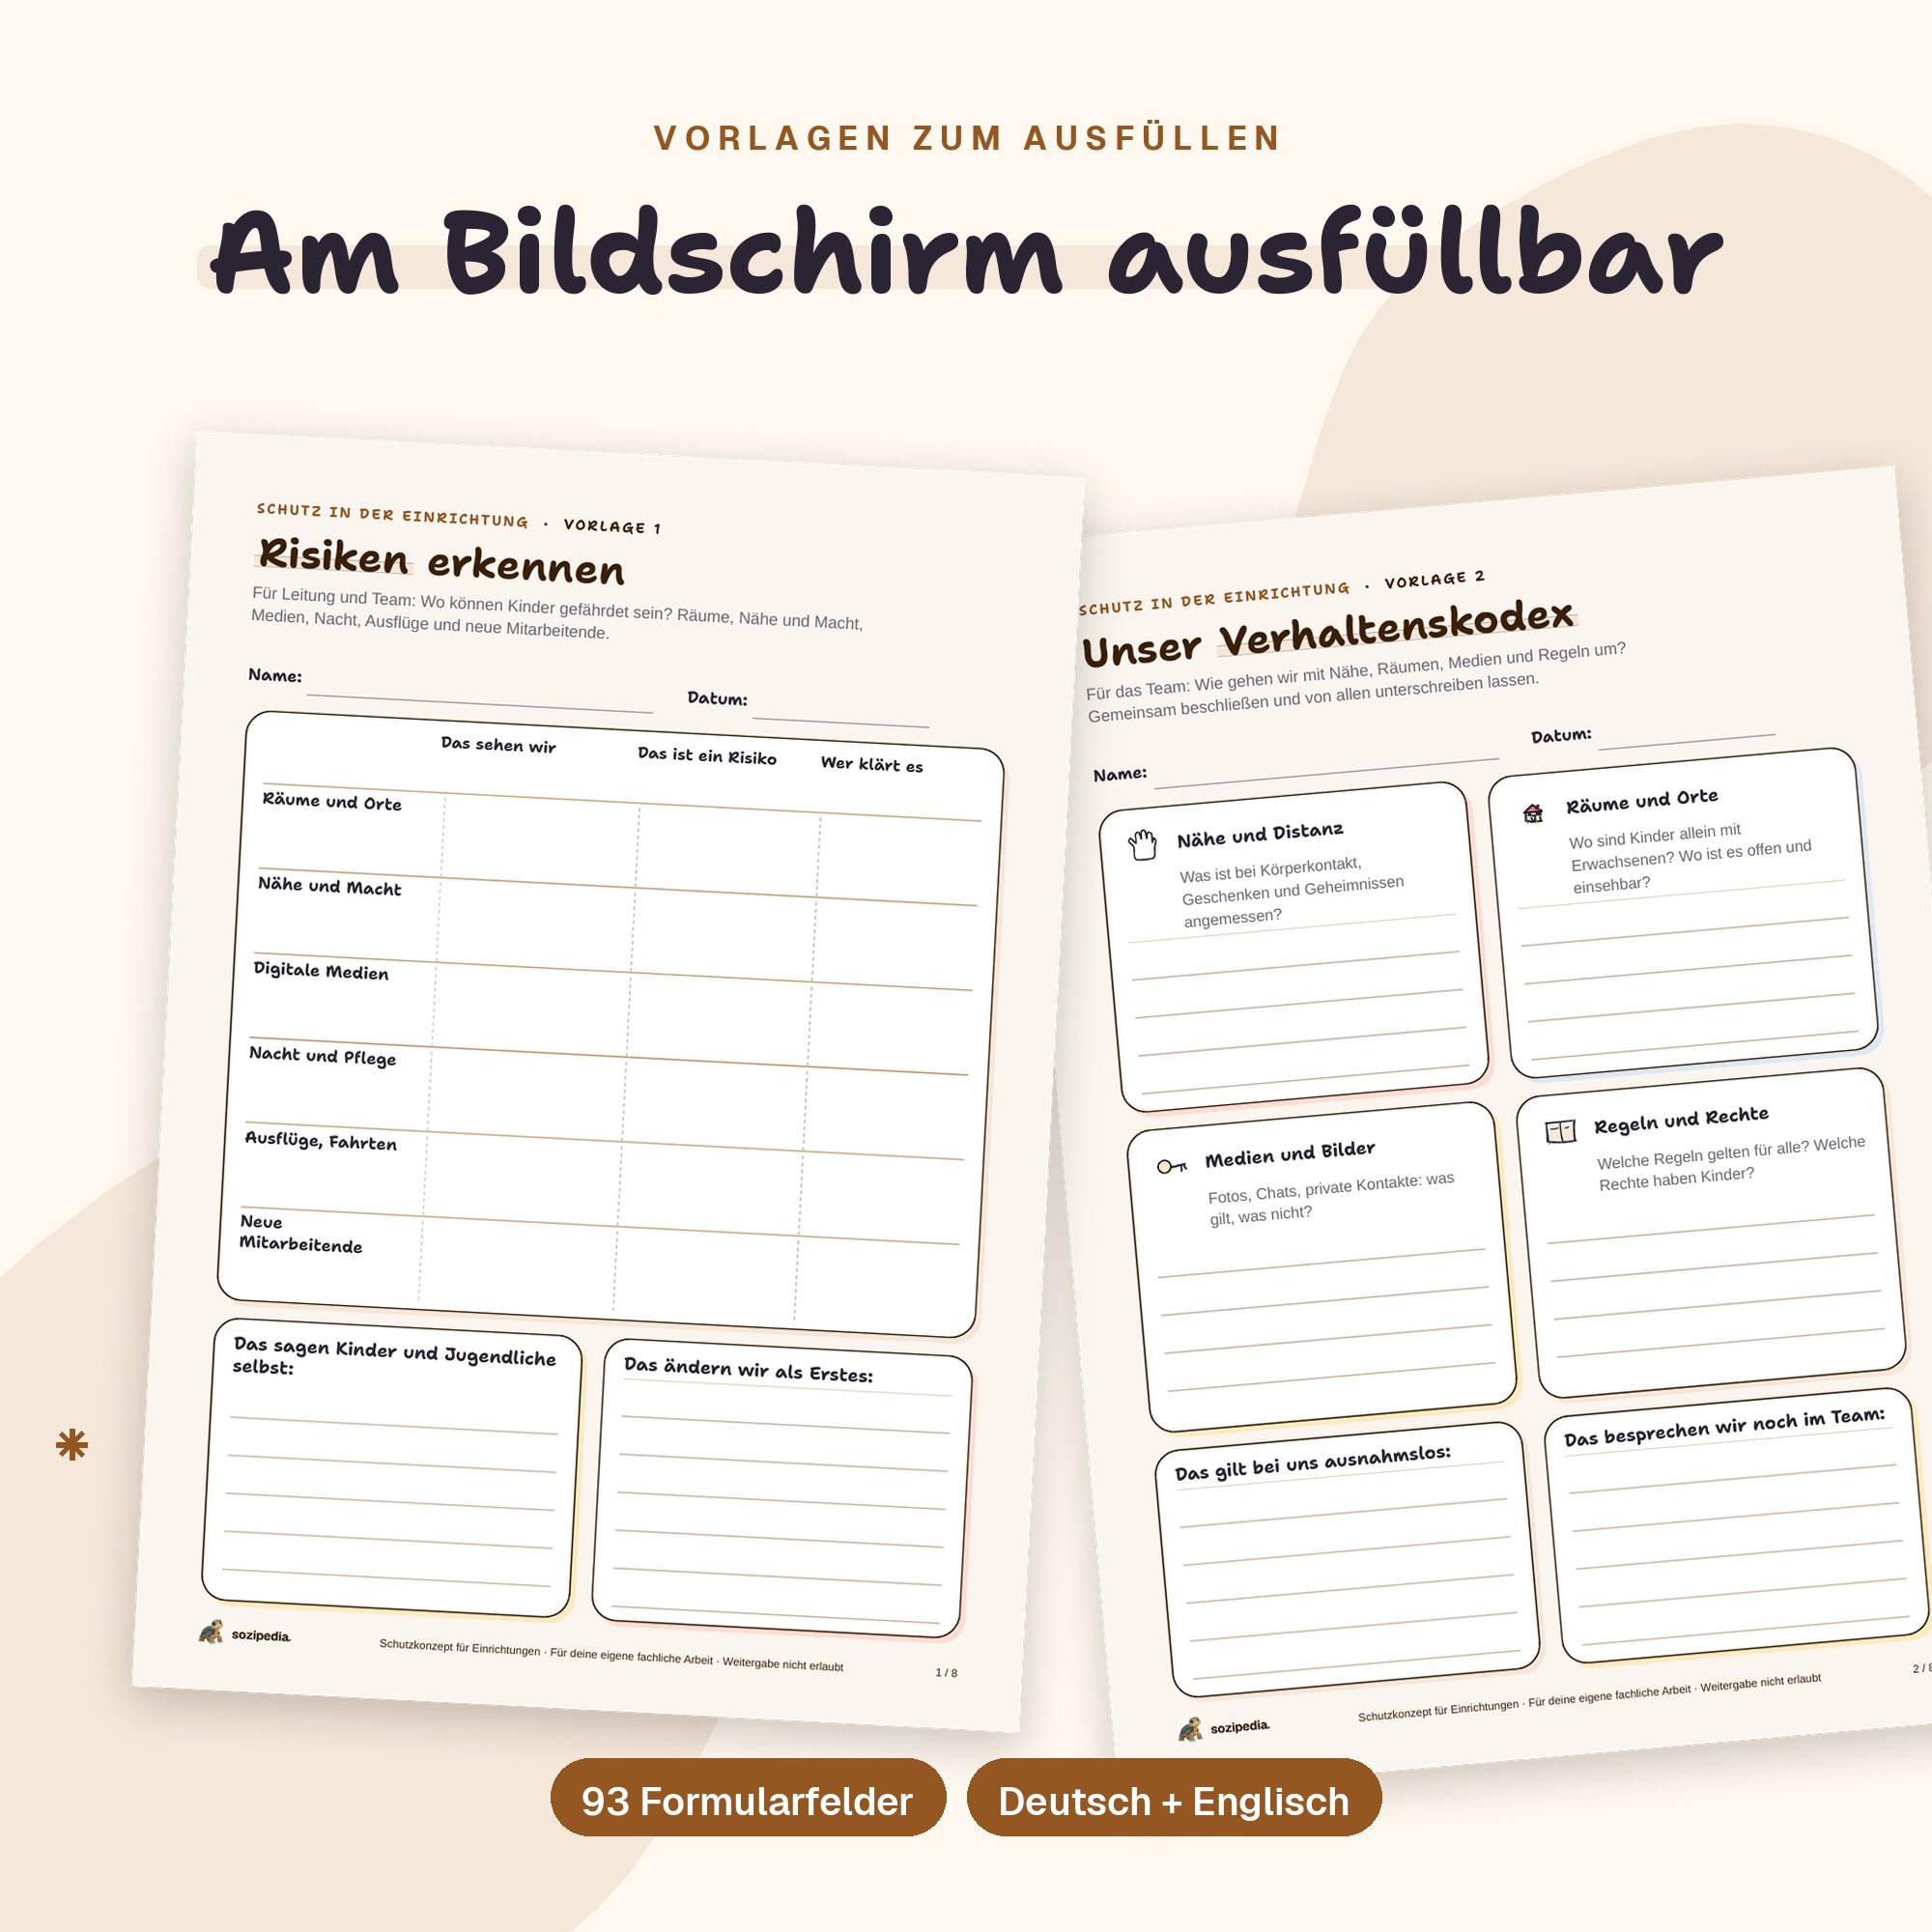 VORLAGEN ZUM AUSFÜLLEN
Am Bildschirm ausfüllbar
SCHUTZ IN DER EINRICHTUNG · VORLAGE 1
Risiken erkennen
Für Leitung und Team: Wo können Kinder gefährdet sein? Räume, Nähe und Macht,
Medien, Nacht, Ausflüge und neue Mitarbeitende.
Name:
Datum:
Das sehen wir
Das ist ein Risiko
Wer klärt es
Räume und Orte
Nähe und Macht
Digitale Medien
Nacht und Pflege
Ausflüge, Fahrten
Neue
Mitarbeitende
Das sagen Kinder und Jugendliche
selbst:
Das ändern wir als Erstes:
sozipedia.
Schutzkonzept für Einrichtungen · Für deine eigene fachliche Arbeit · Weitergabe nicht erlaubt
1 / 8
SCHUTZ IN DER EINRICHTUNG · VORLAGE 2
Unser Verhaltenskodex
Für das Team: Wie gehen wir mit Nähe, Räumen, Medien und Regeln um?
Gemeinsam beschließen und von allen unterschreiben lassen.
Name:
Datum:
Nähe und Distanz
Was ist bei Körperkontakt,
Geschenken und Geheimnissen
angemessen?
Räume und Orte
Wo sind Kinder allein mit
Erwachsenen? Wo ist es offen und
einsehbar?
Medien und Bilder
Fotos, Chats, private Kontakte: was
gilt, was nicht?
Regeln und Rechte
Welche Regeln gelten für alle? Welche
Rechte haben Kinder?
Das gilt bei uns ausnahmslos:
Das besprechen wir noch im Team:
sozipedia.
Schutzkonzept für Einrichtungen · Für deine eigene fachliche Arbeit · Weitergabe nicht erlaubt
2 / 8
93 Formularfelder
Deutsch + Englisch